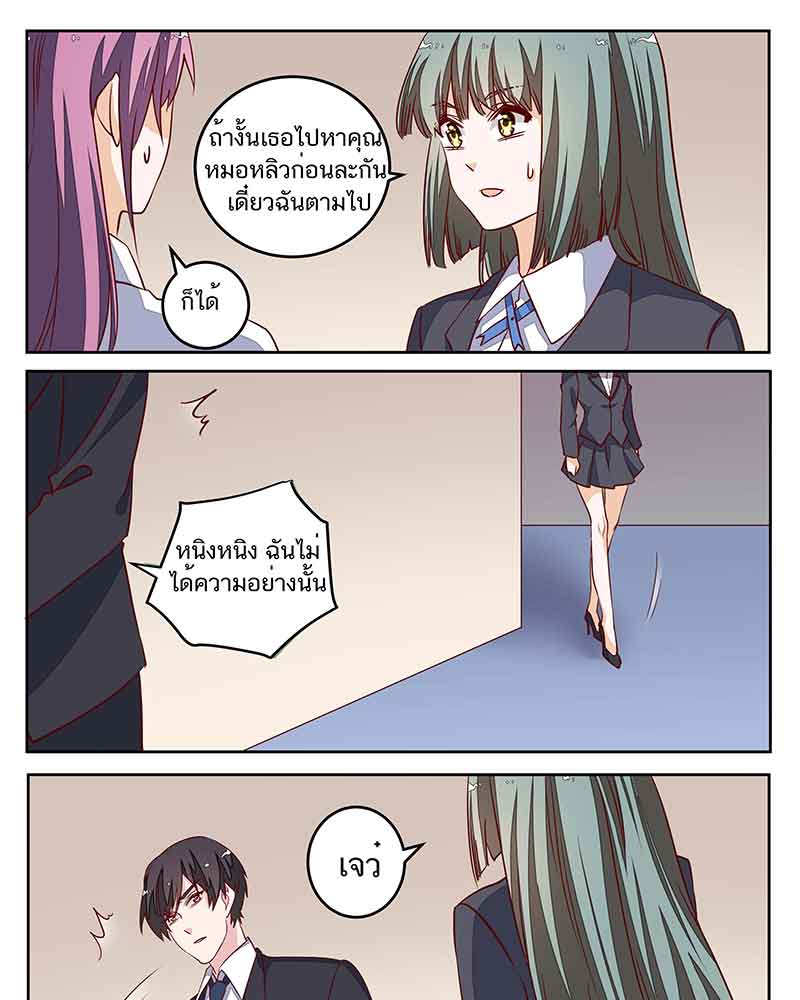 ถ้างั้นเธอไปหาคุณ
หมอหลิวก่อนละกัน
เดี๋ยวฉันตามไป
ก็ได้
หนิงหนิง ฉันไม่
ได้ความอย่างนั้น
เจว๋